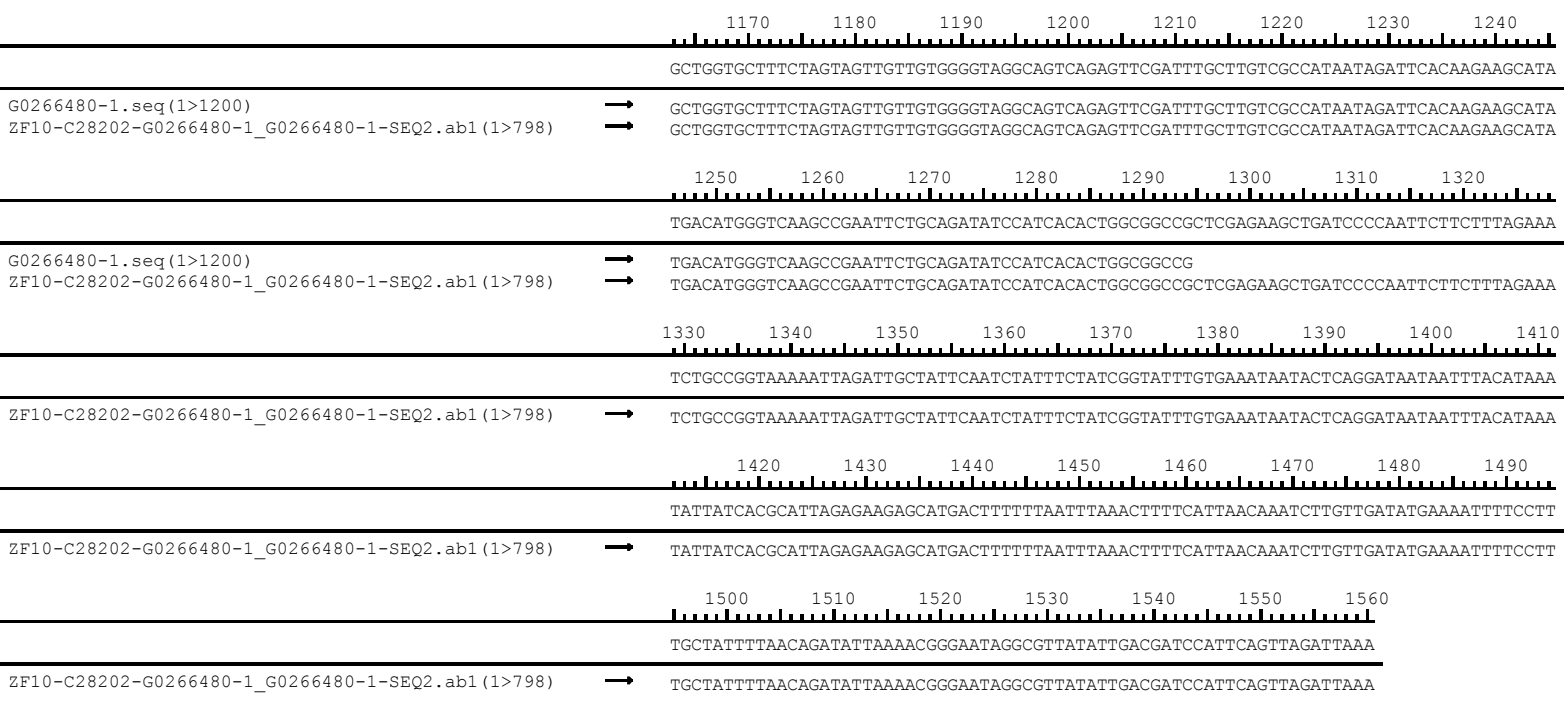 1170 1180 1190 1200 1210 1220 1230 1240
GCTGGTGCTTTCTAGTAGTTGTTGTGGGGTAGGCAGTCAGAGTTCGATTTGCTTGTCGCCATAATAGATTCACAAGAAGCATA
G0266480-1.seq(1>1200) GCTGGTGCTTTCTAGTAGTTGTTGTGGGGTAGGCAGTCAGAGTTCGATTTGCTTGTCGCCATAATAGATTCACAAGAAGCATA
ZF10-C28202-G0266480-1_G0266480-1-SEQ2.ab1(1>798) GCTGGTGCTTTCTAGTAGTTGTTGTGGGGTAGGCAGTCAGAGTTCGATTTGCTTGTCGCCATAATAGATTCACAAGAAGCATA
1250 1260 1270 1280 1290 1300 1310 1320
TGACATGGGTCAAGCCGAATTCTGCAGATATCCATCACACTGGCGGCCGCTCGAGAAGCTGATCCCCAATTCTTCTTTAGAAA
G0266480-1.seq(1>1200) TGACATGGGTCAAGCCGAATTCTGCAGATATCCATCACACTGGCGGCCG
ZF10-C28202-G0266480-1_G0266480-1-SEQ2.ab1(1>798) TGACATGGGTCAAGCCGAATTCTGCAGATATCCATCACACTGGCGGCCGCTCGAGAAGCTGATCCCCAATTCTTCTTTAGAAA
1330 1340 1350 1360 1370 1380 1390 1400 1410
TCTGCCGGTAAAAATTAGATTGCTATTCAATCTATTTCTATCGGTATTTGTGAAATAATACTCAGGATAATAATTTACATAAA
ZF10-C28202-G0266480-1_G0266480-1-SEQ2.ab1(1>798) TCTGCCGGTAAAAATTAGATTGCTATTCAATCTATTTCTATCGGTATTTGTGAAATAATACTCAGGATAATAATTTACATAAA
1420 1430 1440 1450 1460 1470 1480 1490
TATTATCACGCATTAGAGAAGAGCATGACTTTTTTAATTTAAACTTTTCATTAACAAATCTTGTTGATATGAAAATTTTCCTT
ZF10-C28202-G0266480-1_G0266480-1-SEQ2.ab1(1>798) TATTATCACGCATTAGAGAAGAGCATGACTTTTTTAATTTAAACTTTTCATTAACAAATCTTGTTGATATGAAAATTTTCCTT
1500 1510 1520 1530 1540 1550 1560
TGCTATTTTAACAGATATTAAAACGGGAATAGGCGTTATATTGACGATCCATTCAGTTAGATTAAA
ZF10-C28202-G0266480-1_G0266480-1-SEQ2.ab1(1>798) TGCTATTTTAACAGATATTAAAACGGGAATAGGCGTTATATTGACGATCCATTCAGTTAGATTAAA